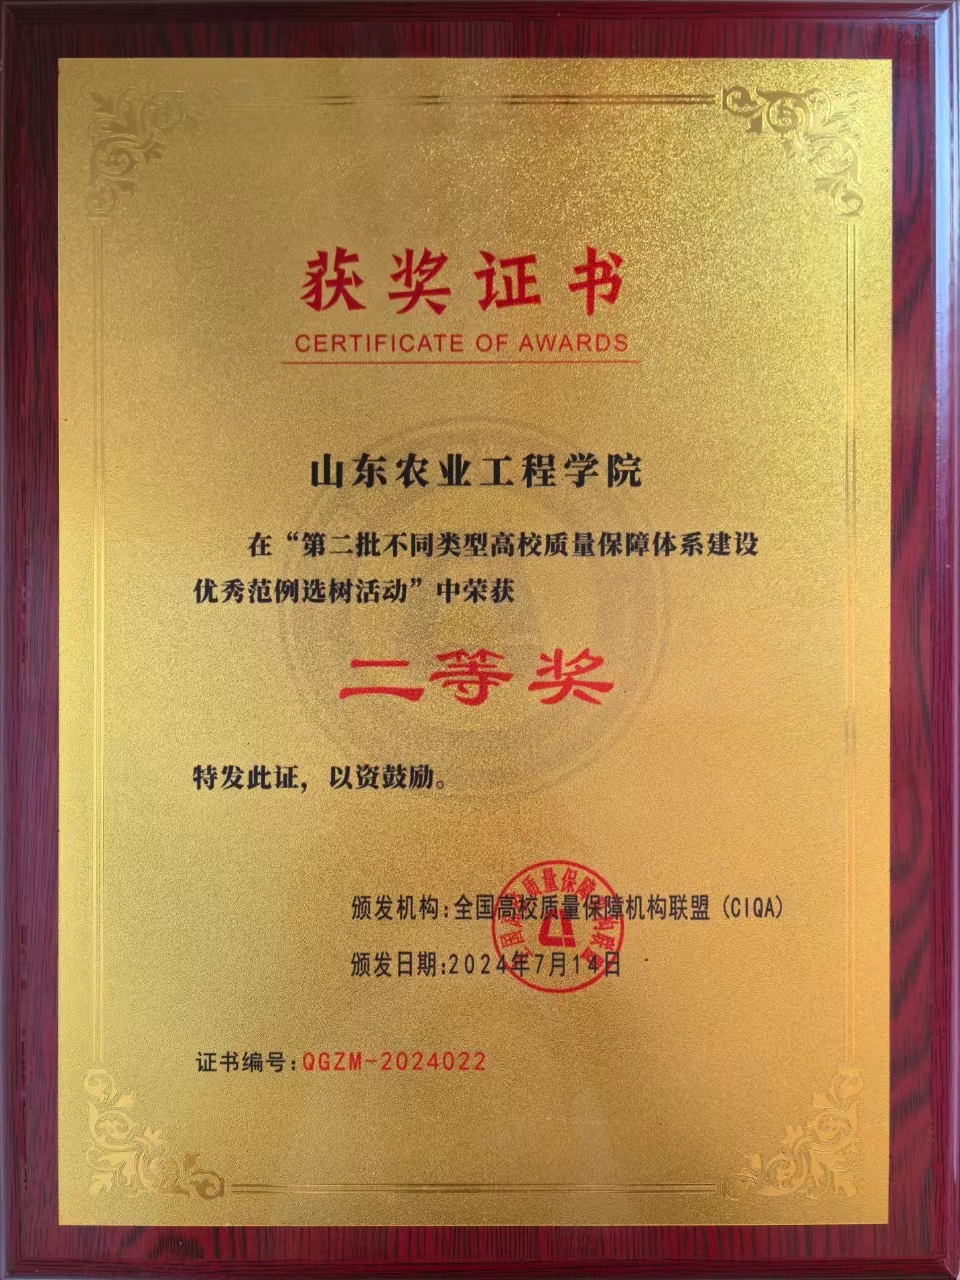 获奖证书
CERTIFICATE OF AWARDS
山东农业工程学院
在“第二批不同类型高校质量保障体系建设
优秀范例选树活动”中荣获
二等奖
特发此证，以资鼓励。
颁发机构:全国高校质量保障机构联盟（CIQA）
颁发日期:2024年7月14日
证书编号:QGZM-2024022